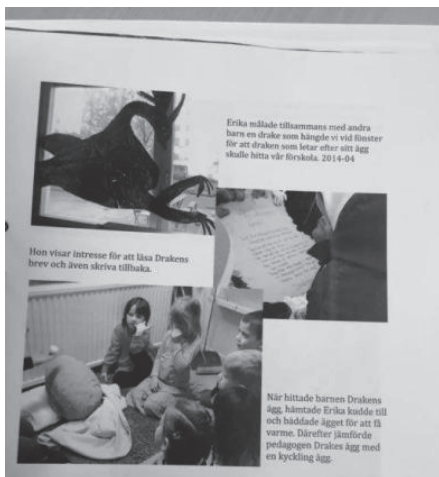 Erika målade tillsammans med andra
barn en drake som hängde vi vid fönster
för att draken som letar efter sitt ägg
skulle hitta vår förskola. 2014-04
Hon visar intresse för att läsa Drakens
brev och även skriva tillbaka.
När hittade barnen Drakens
ägg, hämtade Erika kudde till
och bäddade ägget för att få
varme. Därefter jämförde
pedagogen Drakes ägg med
en kyckling ägg.